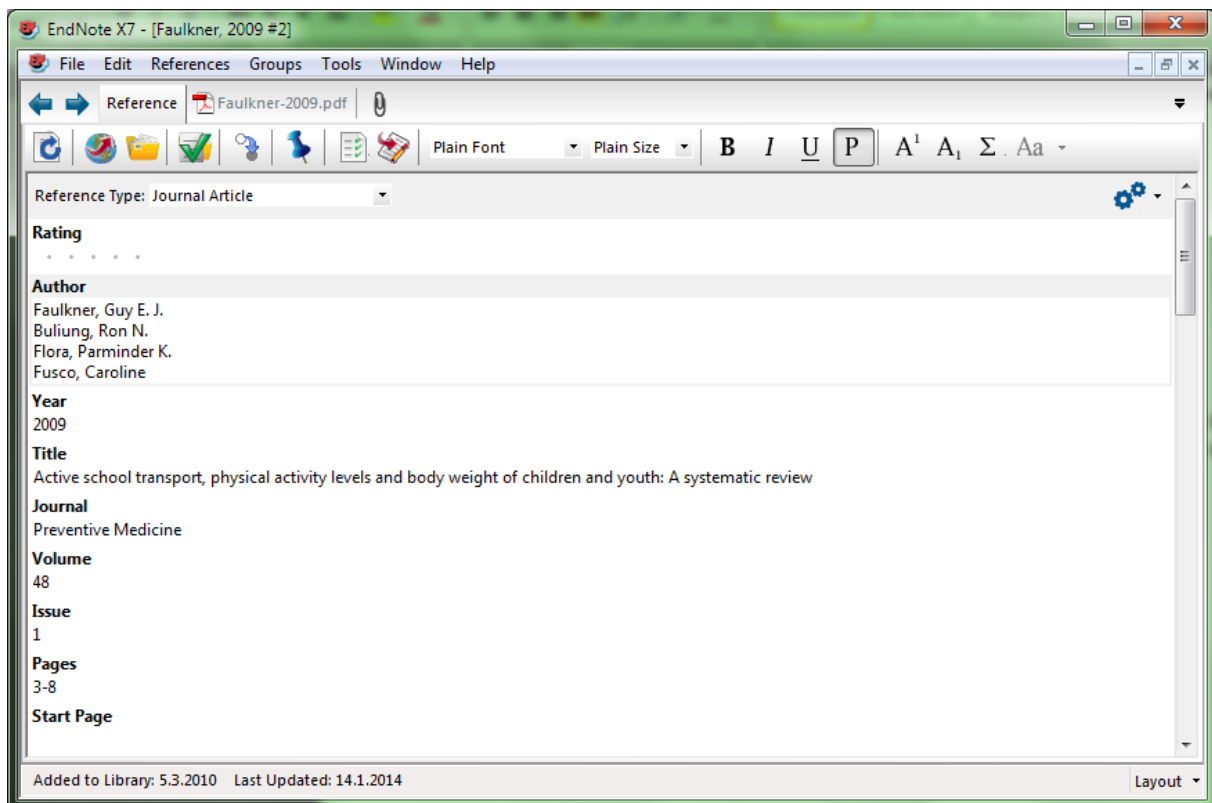 EndNote X7 - [Faulkner, 2009 #2]
File Edit References Groups Tools Window Help
Reference Faulkner-2009.pdf
Plain Font Plain Size B I U P A¹ A₁ Σ Aa
Reference Type: Journal Article
Rating
Author
Faulkner, Guy E. J.
Buliung, Ron N.
Flora, Parminder K.
Fusco, Caroline
Year
2009
Title
Active school transport, physical activity levels and body weight of children and youth: A systematic review
Journal
Preventive Medicine
Volume
48
Issue
1
Pages
3-8
Start Page
Added to Library: 5.3.2010 Last Updated: 14.1.2014 Layout